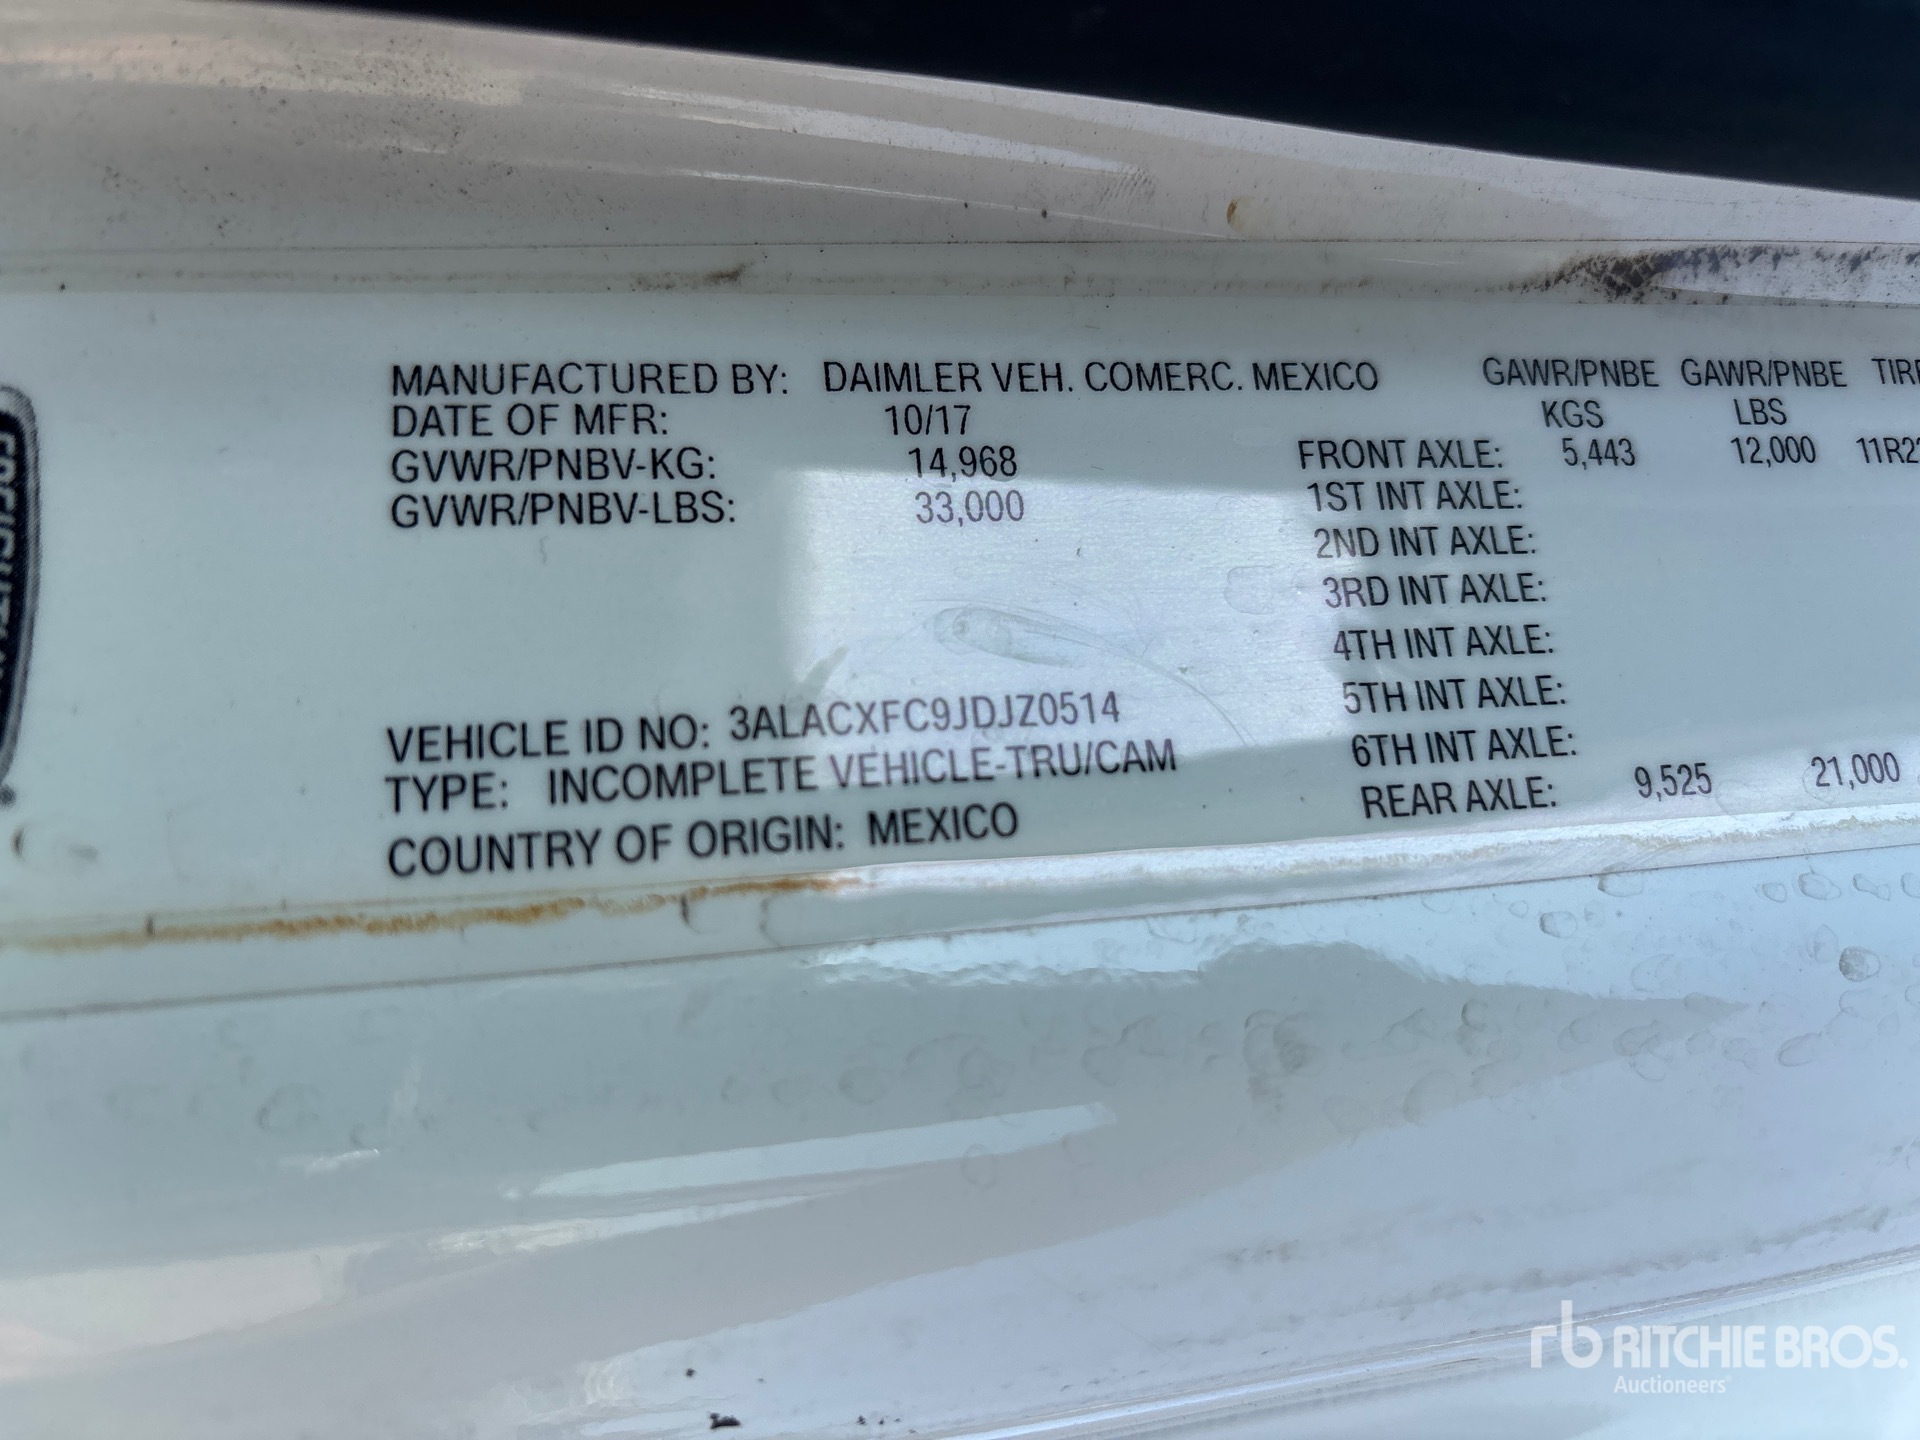 MANUFACTURED BY: DAIMLER VEH. COMERC. MEXICO
DATE OF MFR: 10/17
GVWR/PNBV-KG: 14,968
GVWR/PNBV-LBS: 33,000
VEHICLE ID NO: 3ALACXFC9JDJZ0514
TYPE: INCOMPLETE VEHICLE-TRU/CAM
COUNTRY OF ORIGIN: MEXICO
GAWR/PNBE GAWR/PNBE
KGS LBS
FRONT AXLE: 5,443 12,000
1ST INT AXLE:
2ND INT AXLE:
3RD INT AXLE:
4TH INT AXLE:
5TH INT AXLE:
6TH INT AXLE:
REAR AXLE: 9,525 21,000
rb RITCHIE BROS.
Auctioneers